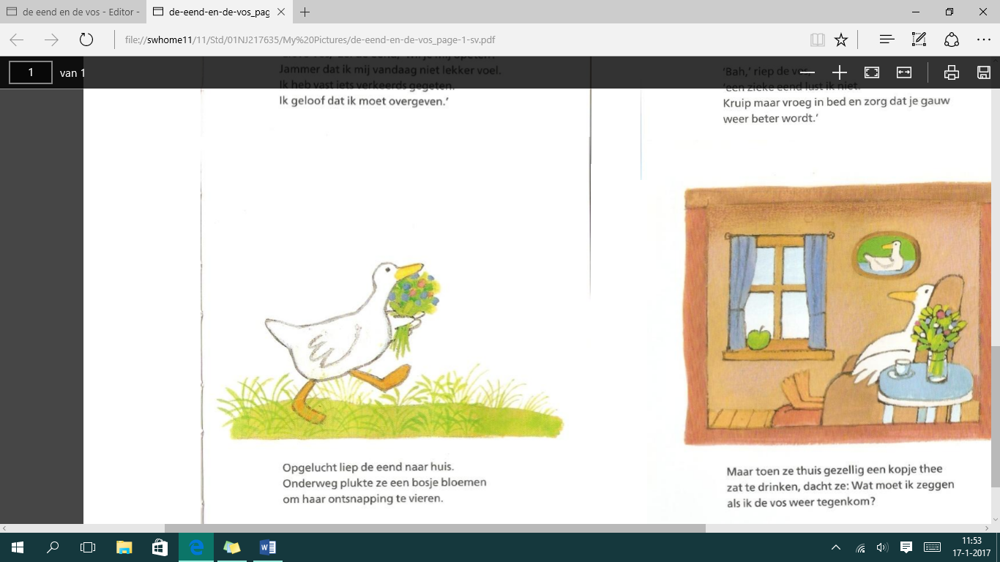 de eend en de vos - Editor -
de-eend-en-de-vos_pag
file://swhome11/11/Std/01NJ217635/My%20Pictures/de-eend-en-de-vos_page-1-sv.pdf
1 van 1
Jammer dat ik mij vandaag niet lekker voel.
Ik heb vast iets verkeerds gegeten.
Ik geloof dat ik moet overgeven.’
‘Bah,’ riep de vos,
‘een zieke eend lust ik niet.
Kruip maar vroeg in bed en zorg dat je gauw
weer beter wordt.’
Opgelucht liep de eend naar huis.
Onderweg plukte ze een bosje bloemen
om haar ontsnapping te vieren.
Maar toen ze thuis gezellig een kopje thee
zat te drinken, dacht ze: Wat moet ik zeggen
als ik de vos weer tegenkom?
11:53
17-1-2017